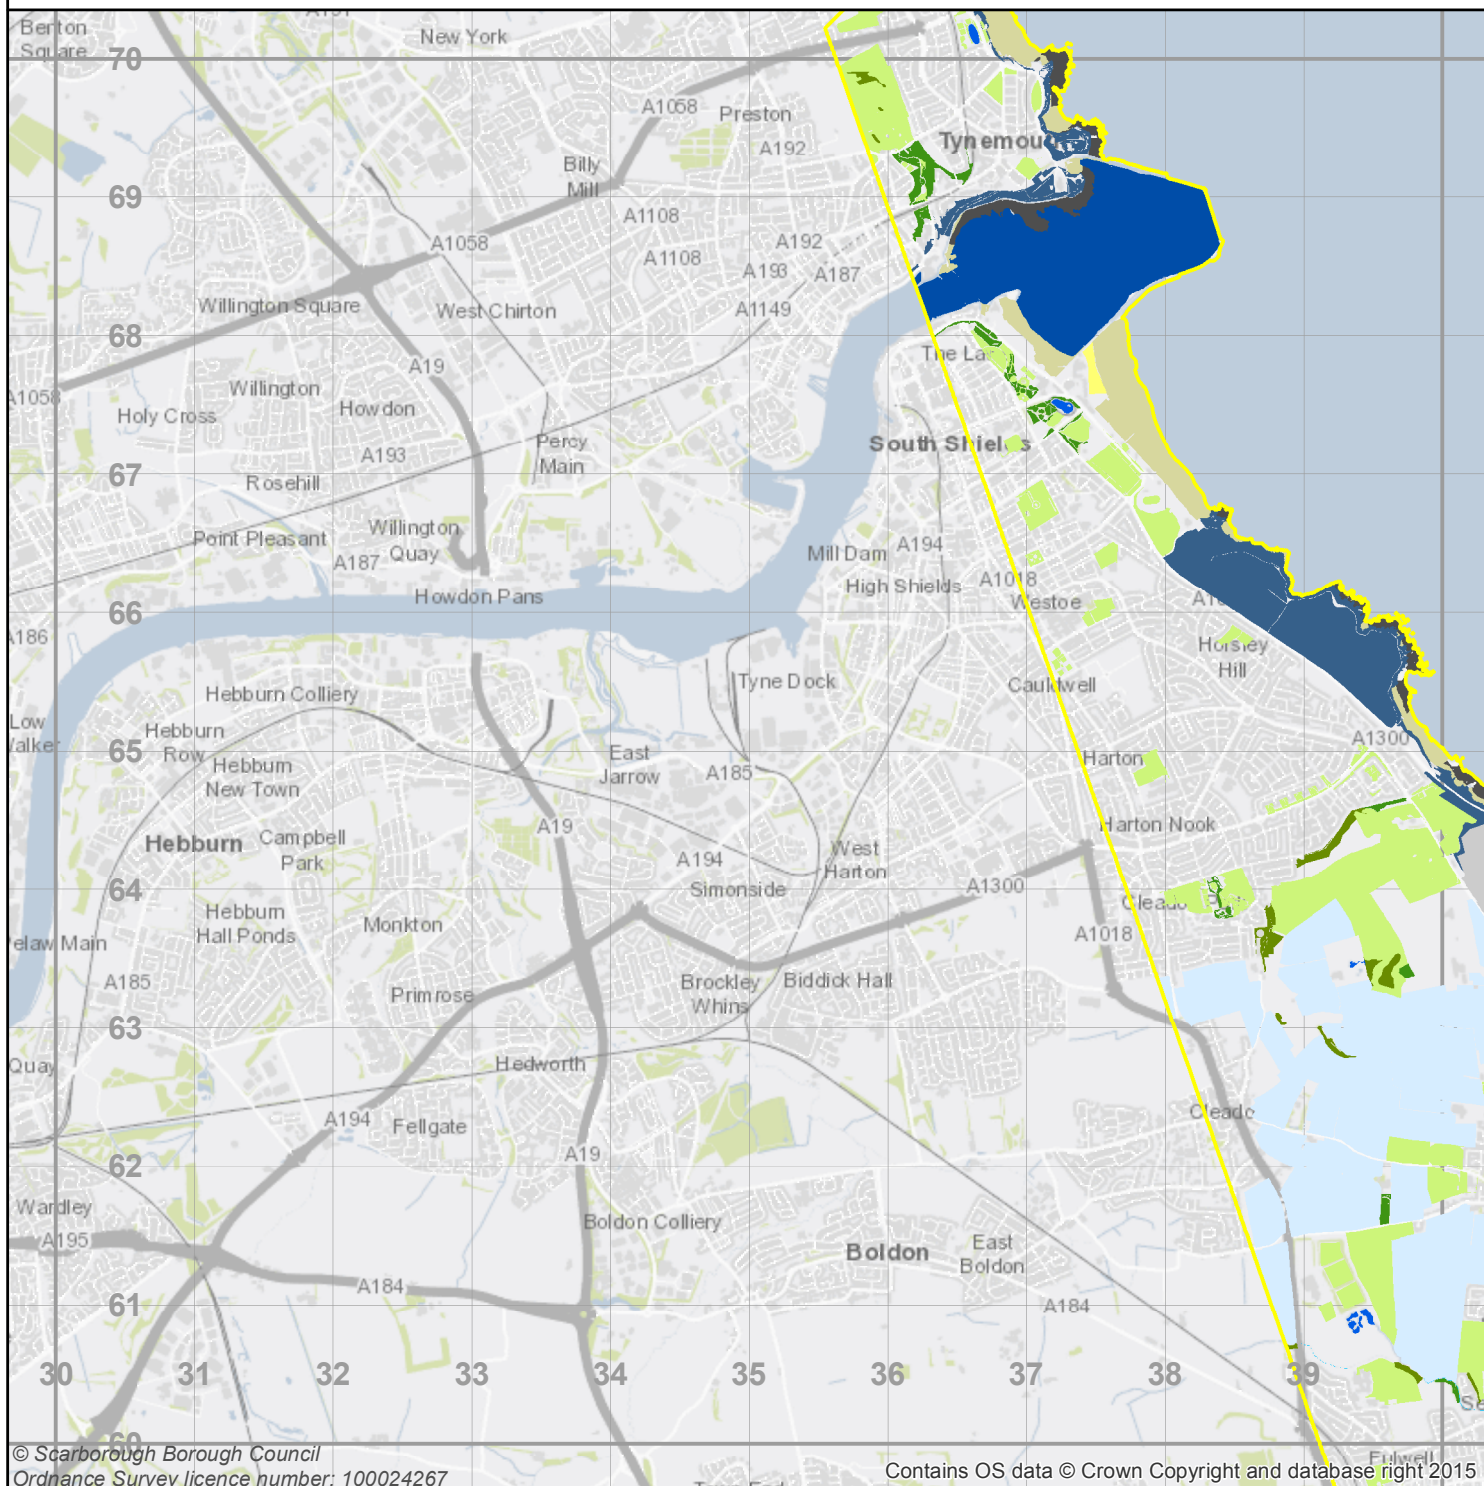 Berton
Square
New York
70
A1058
Preston
A192
Billy
Mill
69
A1108
A1058
A192
A1108
A193
A187
Willington Square
West Chirton
A1149
68
The La
A19
A1058
Willington
Howdon
Holy Cross
South Shields
Percy
Main
A193
67
Rosehill
Willington
Quay
Point Pleasant
A187
Mill Dam
A194
High Shields
A1018
Westoe
Howdon Pans
66
A186
Horsley
Hill
Tyne Dock
Cauldwell
Hebburn Colliery
Low
Hebburn
Row
65
A1300
East
Jarrow
Harton
A185
Hebburn
New Town
A19
Harton Nook
Hebburn
Campbell
Park
A194
West
Harton
Simonside
A1300
64
Hebburn
Hall Ponds
Monkton
A1018
Pelaw Main
A185
Primrose
Brockley
Whins
Biddick Hall
63
Quay
Hedworth
A194
Fellgate
A19
62
Wardley
A195
Boldon Colliery
Boldon
East
Boldon
A184
A184
61
30 31 32 33 34 35 36 37 38 39
Fulwell
© Scarborough Borough Council
Ordnance Survey licence number: 100024267
Contains OS data © Crown Copyright and database right 2015